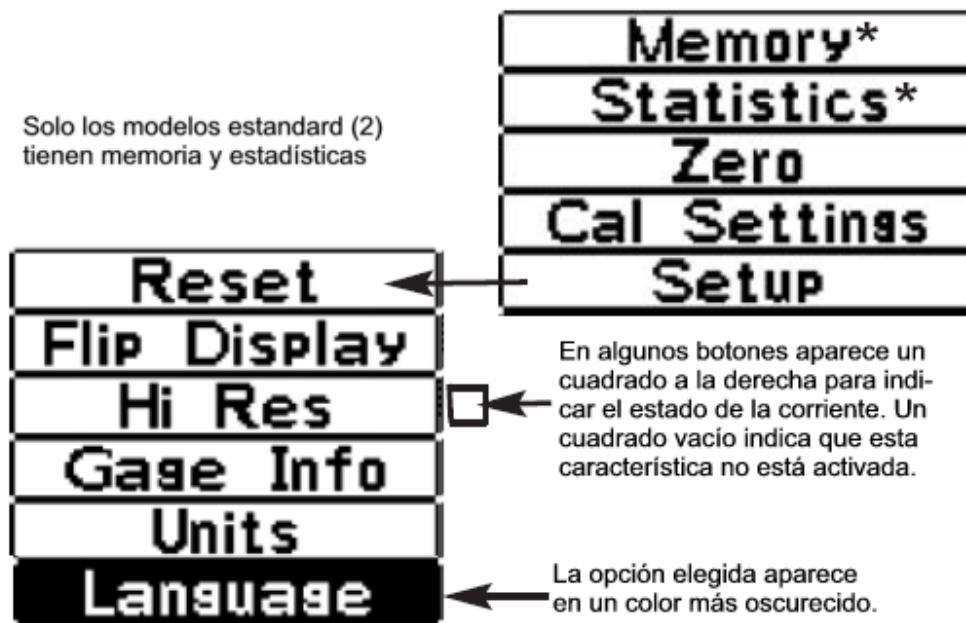 Memory*
Statistics*
Zero
Cal Settings
Setup
Solo los modelos estandard (2)
tienen memoria y estadísticas
Reset
Flip Display
Hi Res
Gage Info
Units
Language
En algunos botones aparece un
cuadrado a la derecha para indi-
car el estado de la corriente. Un
cuadrado vacío indica que esta
característica no está activada.
La opción elegida aparece
en un color más oscurecido.